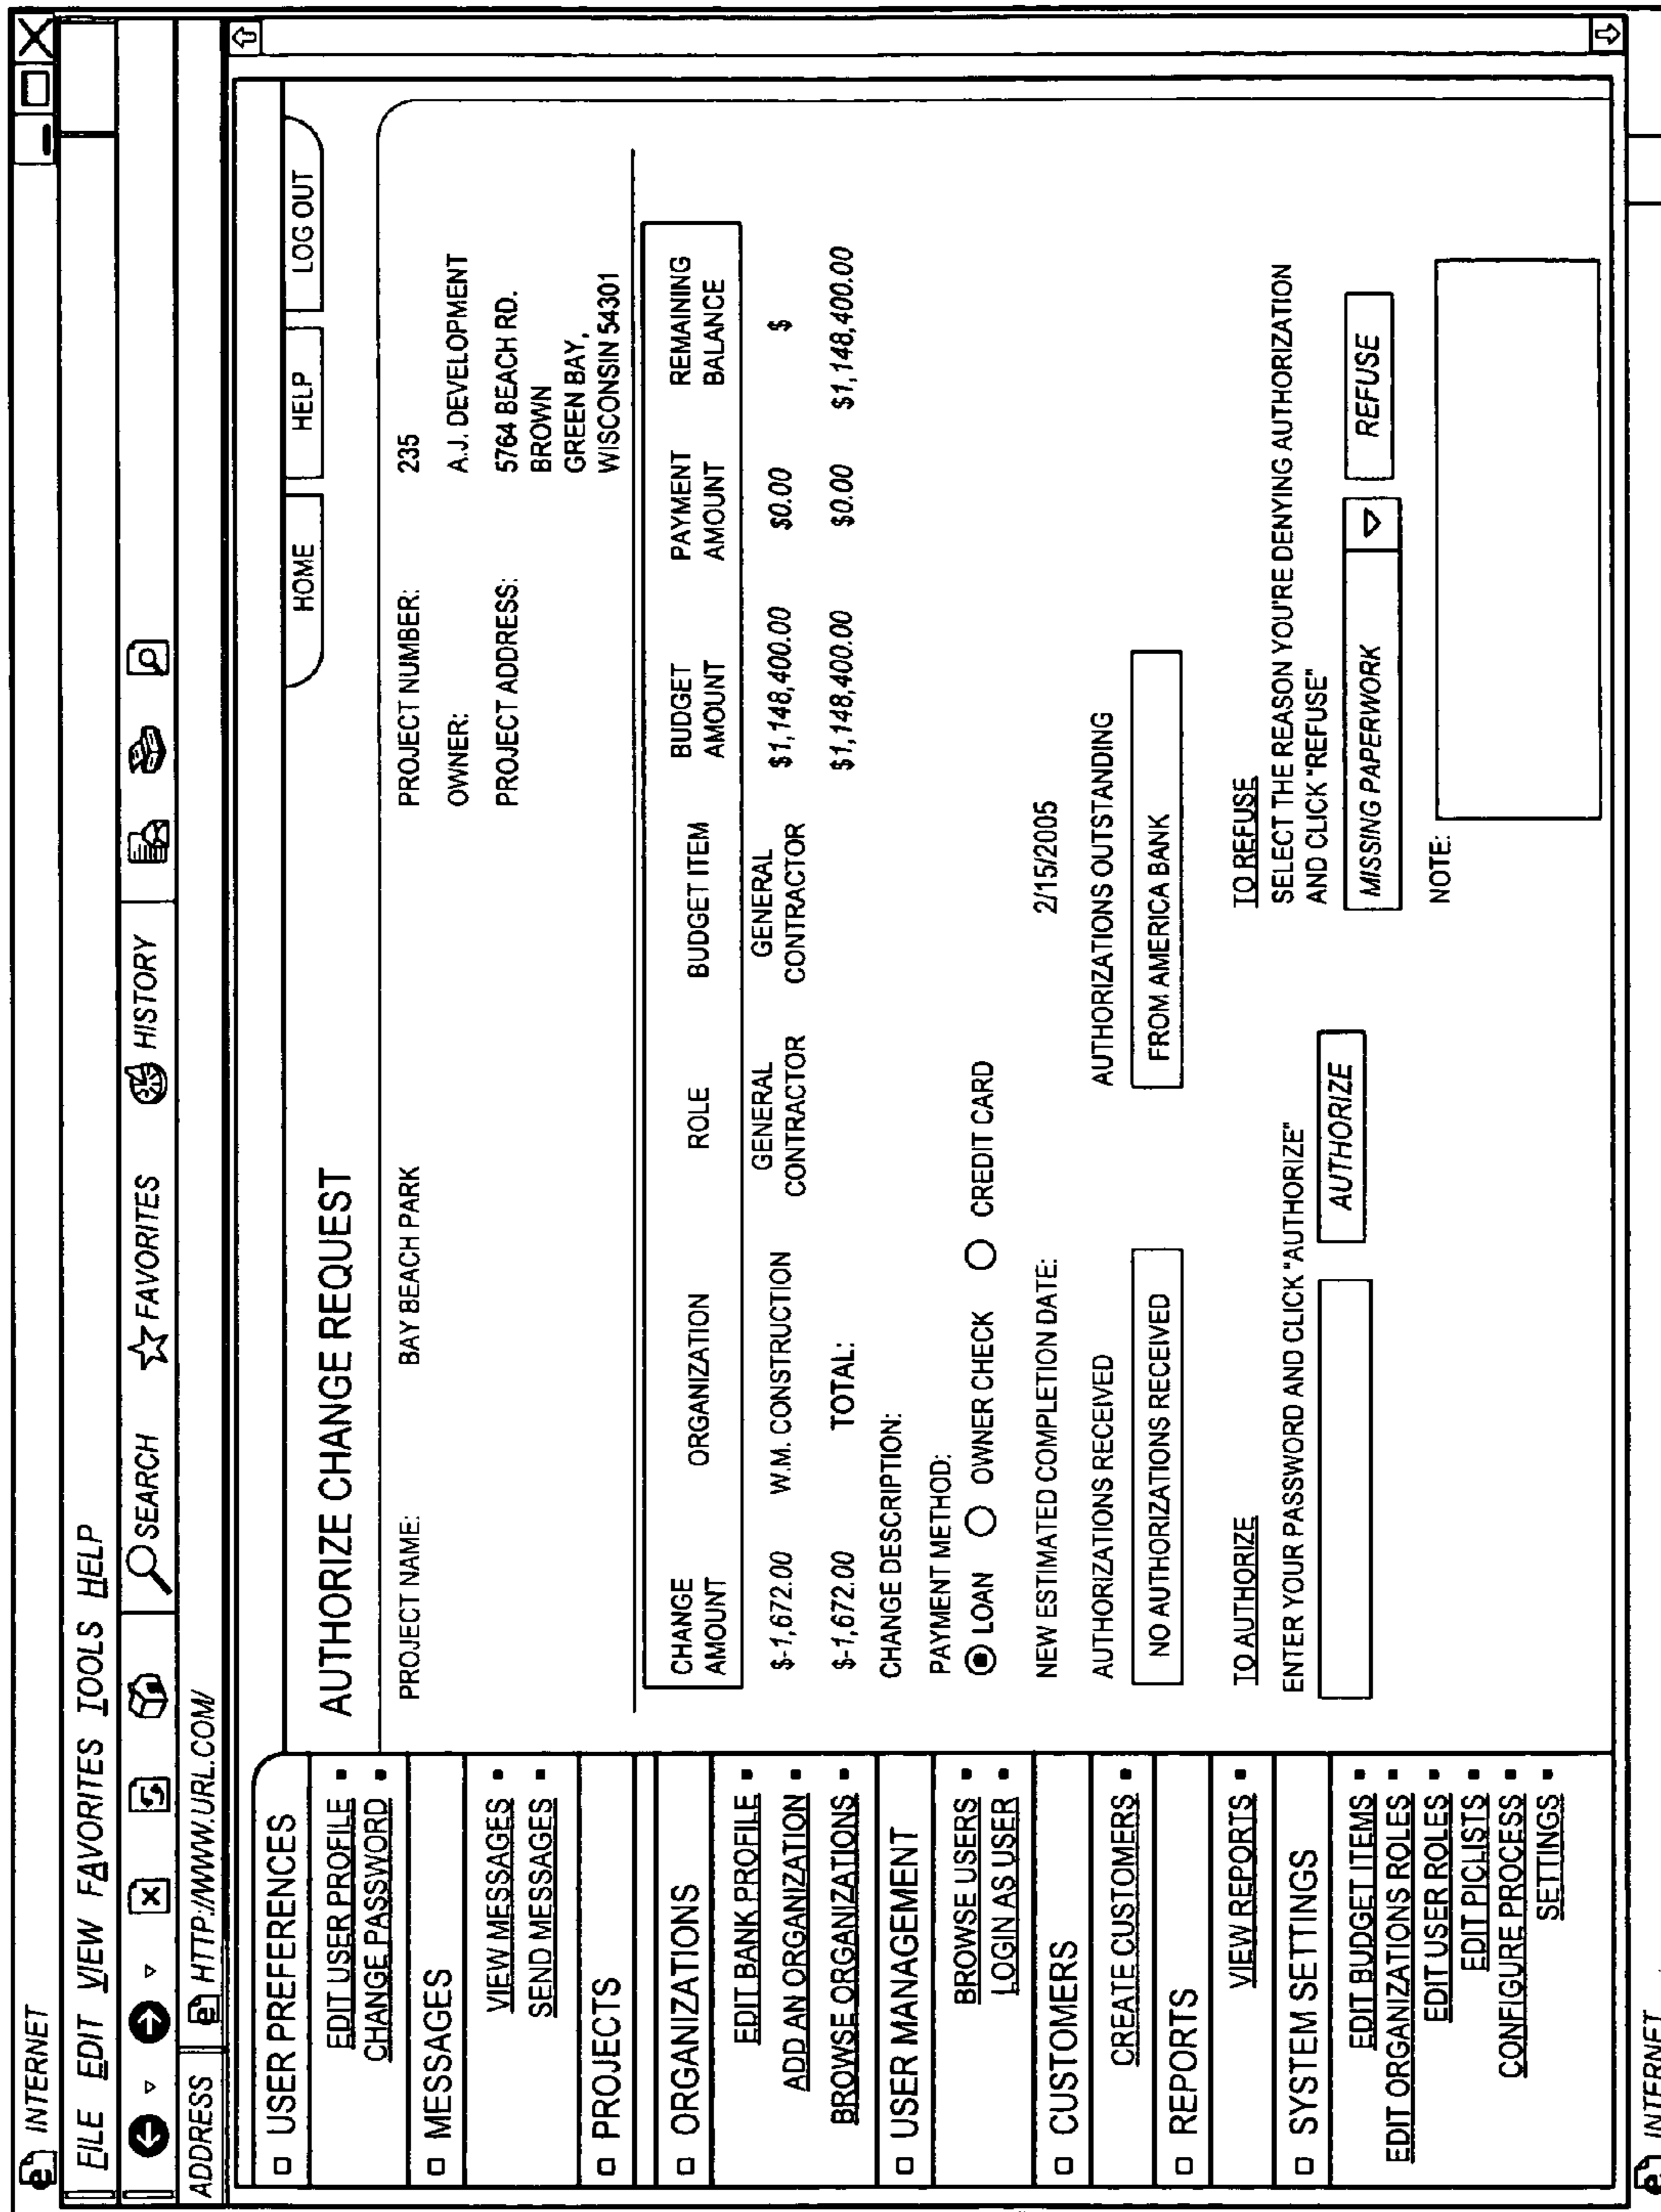 INTERNET
FILE EDIT VIEW FAVORITES TOOLS HELP
SEARCH FAVORITES HISTORY
ADDRESS HTTP://WWW.URL.COM/
HOME HELP LOG OUT
USER PREFERENCES
EDIT USER PROFILE
CHANGE PASSWORD
MESSAGES
VIEW MESSAGES
SEND MESSAGES
PROJECTS
ORGANIZATIONS
EDIT BANK PROFILE
ADD AN ORGANIZATION
BROWSE ORGANIZATIONS
USER MANAGEMENT
BROWSE USERS
LOGIN AS USER
CUSTOMERS
CREATE CUSTOMERS
REPORTS
VIEW REPORTS
SYSTEM SETTINGS
EDIT BUDGET ITEMS
EDIT ORGANIZATIONS ROLES
EDIT USER ROLES
EDIT PICLISTS
CONFIGURE PROCESS
SETTINGS
AUTHORIZE CHANGE REQUEST
PROJECT NAME: BAY BEACH PARK PROJECT NUMBER: 235
OWNER: A.J. DEVELOPMENT
PROJECT ADDRESS: 5764 BEACH RD.
BROWN
GREEN BAY,
WISCONSIN 54301
CHANGE AMOUNT ORGANIZATION ROLE BUDGET ITEM BUDGET AMOUNT PAYMENT AMOUNT REMAINING BALANCE
$-1,672.00 W.M. CONSTRUCTION GENERAL CONTRACTOR GENERAL CONTRACTOR $1,148,400.00 $0.00 $
$-1,672.00 TOTAL: $1,148,400.00 $0.00 $1,148,400.00
CHANGE DESCRIPTION:
PAYMENT METHOD:
LOAN OWNER CHECK CREDIT CARD
NEW ESTIMATED COMPLETION DATE: 2/15/2005
AUTHORIZATIONS RECEIVED AUTHORIZATIONS OUTSTANDING
NO AUTHORIZATIONS RECEIVED FROM AMERICA BANK
TO AUTHORIZE
ENTER YOUR PASSWORD AND CLICK "AUTHORIZE"
AUTHORIZE
TO REFUSE
SELECT THE REASON YOU'RE DENYING AUTHORIZATION
AND CLICK "REFUSE"
MISSING PAPERWORK REFUSE
NOTE:
INTERNET